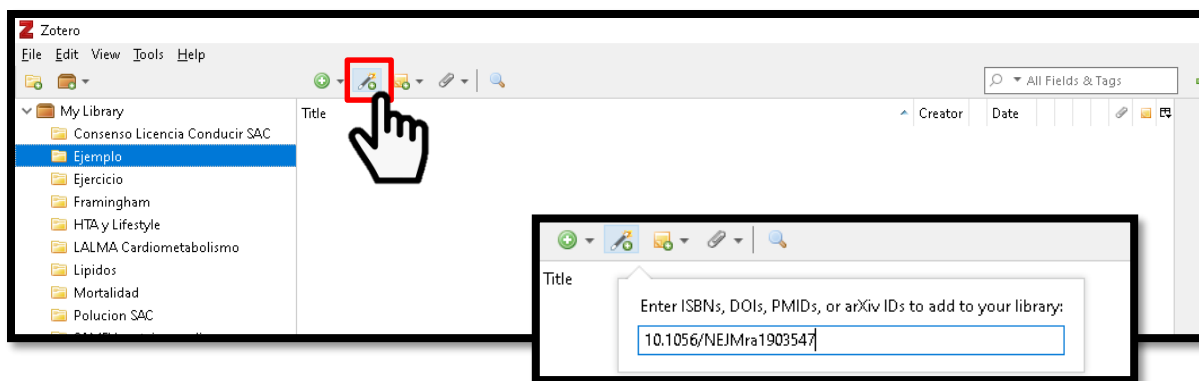 Zotero
File Edit View Tools Help
All Fields & Tags
My Library
Title Creator Date
Consenso Licencia Conducir SAC
Ejemplo
Ejercicio
Framingham
HTA y Lifestyle
LALMA Cardiometabolismo
Lipidos
Mortalidad
Polucion SAC
Title
Enter ISBNs, DOIs, PMIDs, or arXiv IDs to add to your library:
10.1056/NEJMra1903547